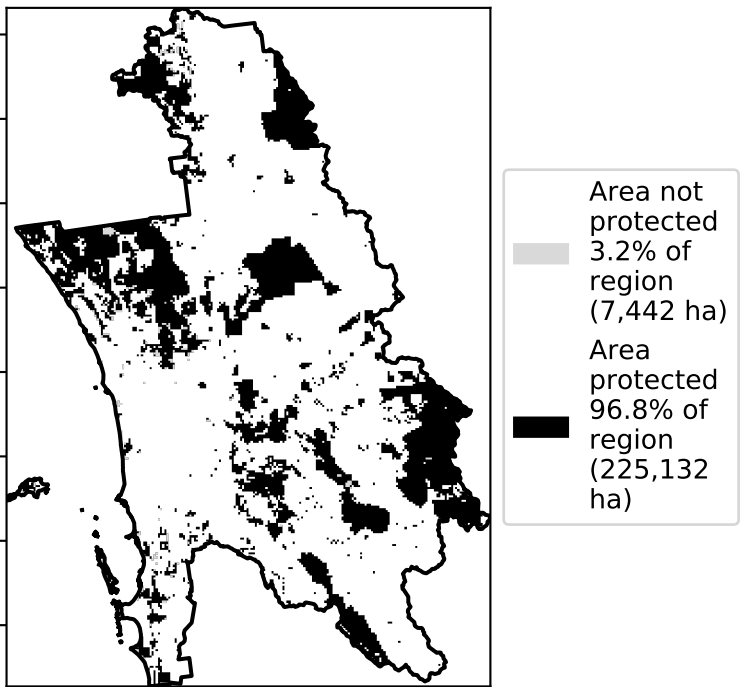 Area not
protected
3.2% of
region
(7,442 ha)
Area
protected
96.8% of
region
(225,132
ha)